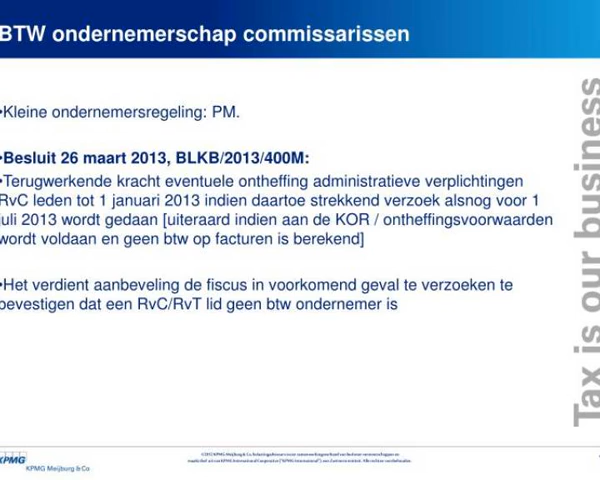 BTW ondernemerschap commissarissen
•Kleine ondernemersregeling: PM.
•Besluit 26 maart 2013, BLKB/2013/400M:
•Terugwerkende kracht eventuele ontheffing administratieve verplichtingen
RvC leden tot 1 januari 2013 indien daartoe strekkend verzoek alsnog voor 1
juli 2013 wordt gedaan [uiteraard indien aan de KOR / ontheffingsvoorwaarden
wordt voldaan en geen btw op facturen is berekend]
•Het verdient aanbeveling de fiscus in voorkomend geval te verzoeken te
bevestigen dat een RvC/RvT lid geen btw ondernemer is
Tax is our business
KPMG
KPMG Meijburg & Co